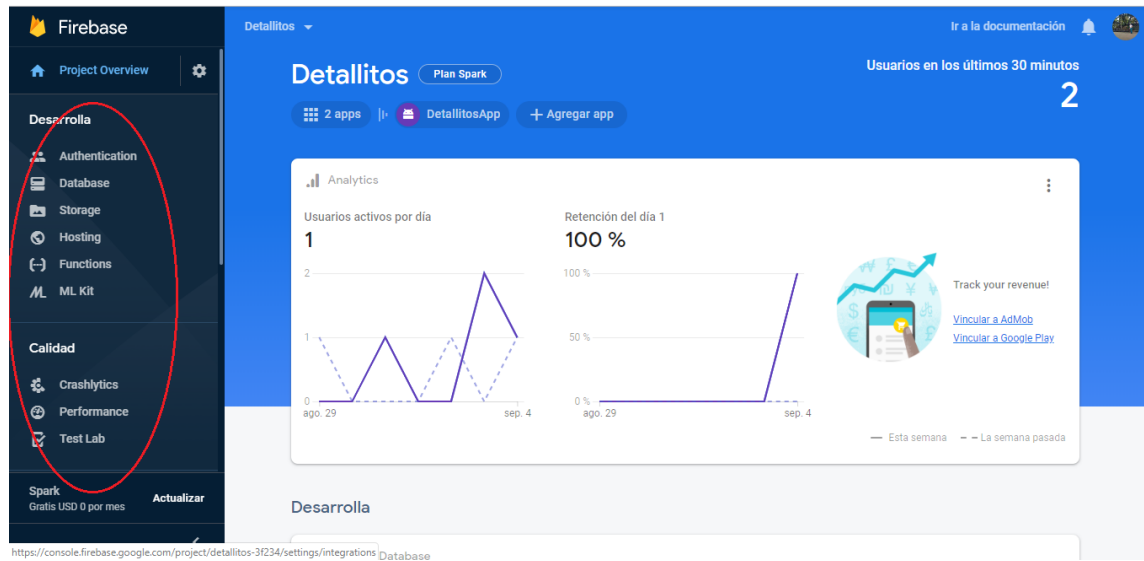 Firebase
Detallitos
Ir a la documentación
Project Overview
Detallitos
Plan Spark
Usuarios en los últimos 30 minutos
2
2 apps
DetallitosApp
+ Agregar app
Desarrolla
Authentication
Database
Storage
Hosting
Functions
ML Kit
Calidad
Crashlytics
Performance
Test Lab
Spark
Gratis USD 0 por mes
Actualizar
Analytics
Usuarios activos por día
1
2
1
0
ago. 29
sep. 4
Retención del día 1
100 %
100 %
50 %
0 %
ago. 29
sep. 4
Track your revenue!
Vincular a AdMob
Vincular a Google Play
Esta semana
La semana pasada
Desarrolla
Database
https://console.firebase.google.com/project/detallitos-3f234/settings/integrations